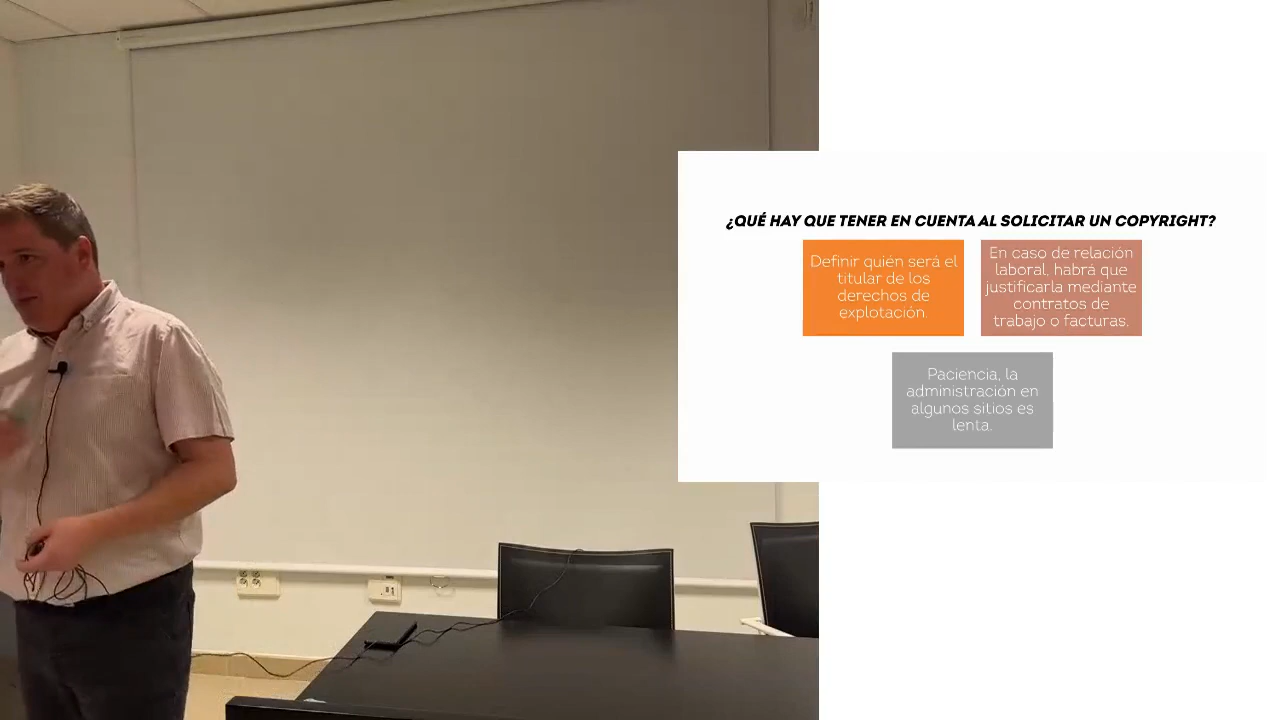 ¿QUÉ HAY QUE TENER EN CUENTA AL SOLICITAR UN COPYRIGHT?
Definir quién será el
titular de los
derechos de
explotación.
En caso de relación
laboral, habrá que
justificarla mediante
contratos de
trabajo o facturas.
Paciencia, la
administración en
algunos sitios es
lenta.